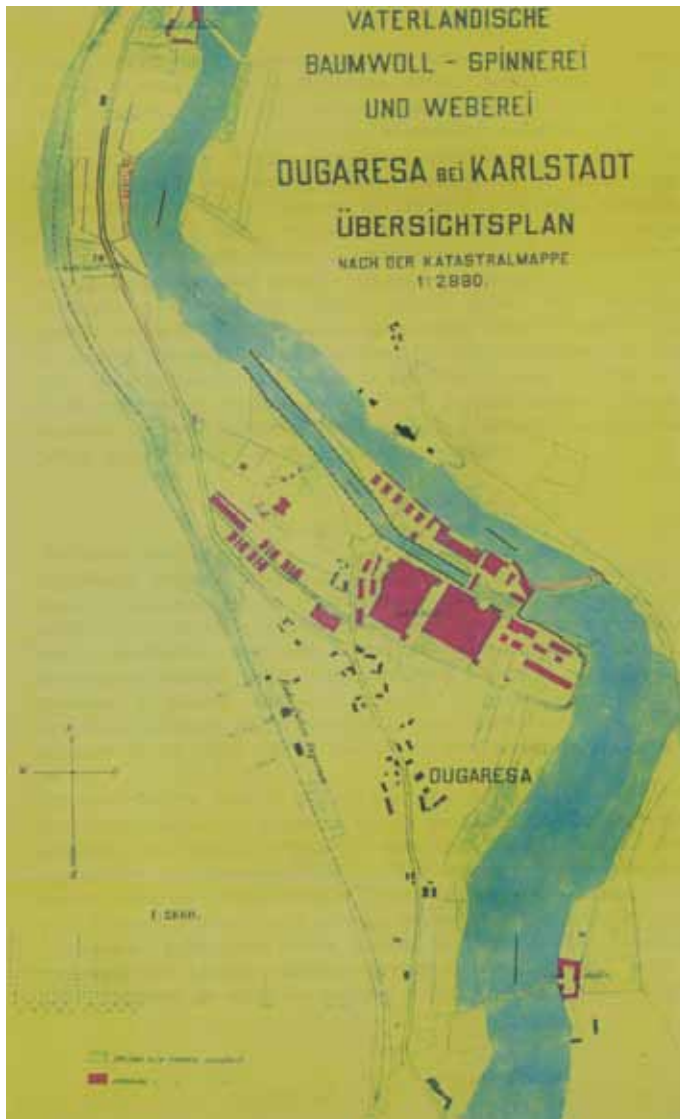 VATERLANDISCHE
BAUMWOLL - SPINNEREI
UND WEBEREI
DUGARESA BEI KARLSTADT
ÜBERSICHTSPLAN
NACH DER KATASTRALMAPPE
1:2880.
DUGARESA